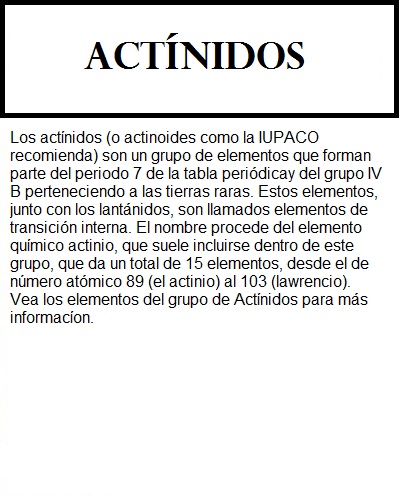 ACTÍNIDOS
Los actínidos (o actinoides como la IUPACO
recomienda) son un grupo de elementos que forman
parte del periodo 7 de la tabla periódicay del grupo IV
B perteneciendo a las tierras raras. Estos elementos,
junto con los lantánidos, son llamados elementos de
transición interna. El nombre procede del elemento
químico actinio, que suele incluirse dentro de este
grupo, que da un total de 15 elementos, desde el de
número atómico 89 (el actinio) al 103 (lawrencio).
Vea los elementos del grupo de Actínidos para más
informacíon.